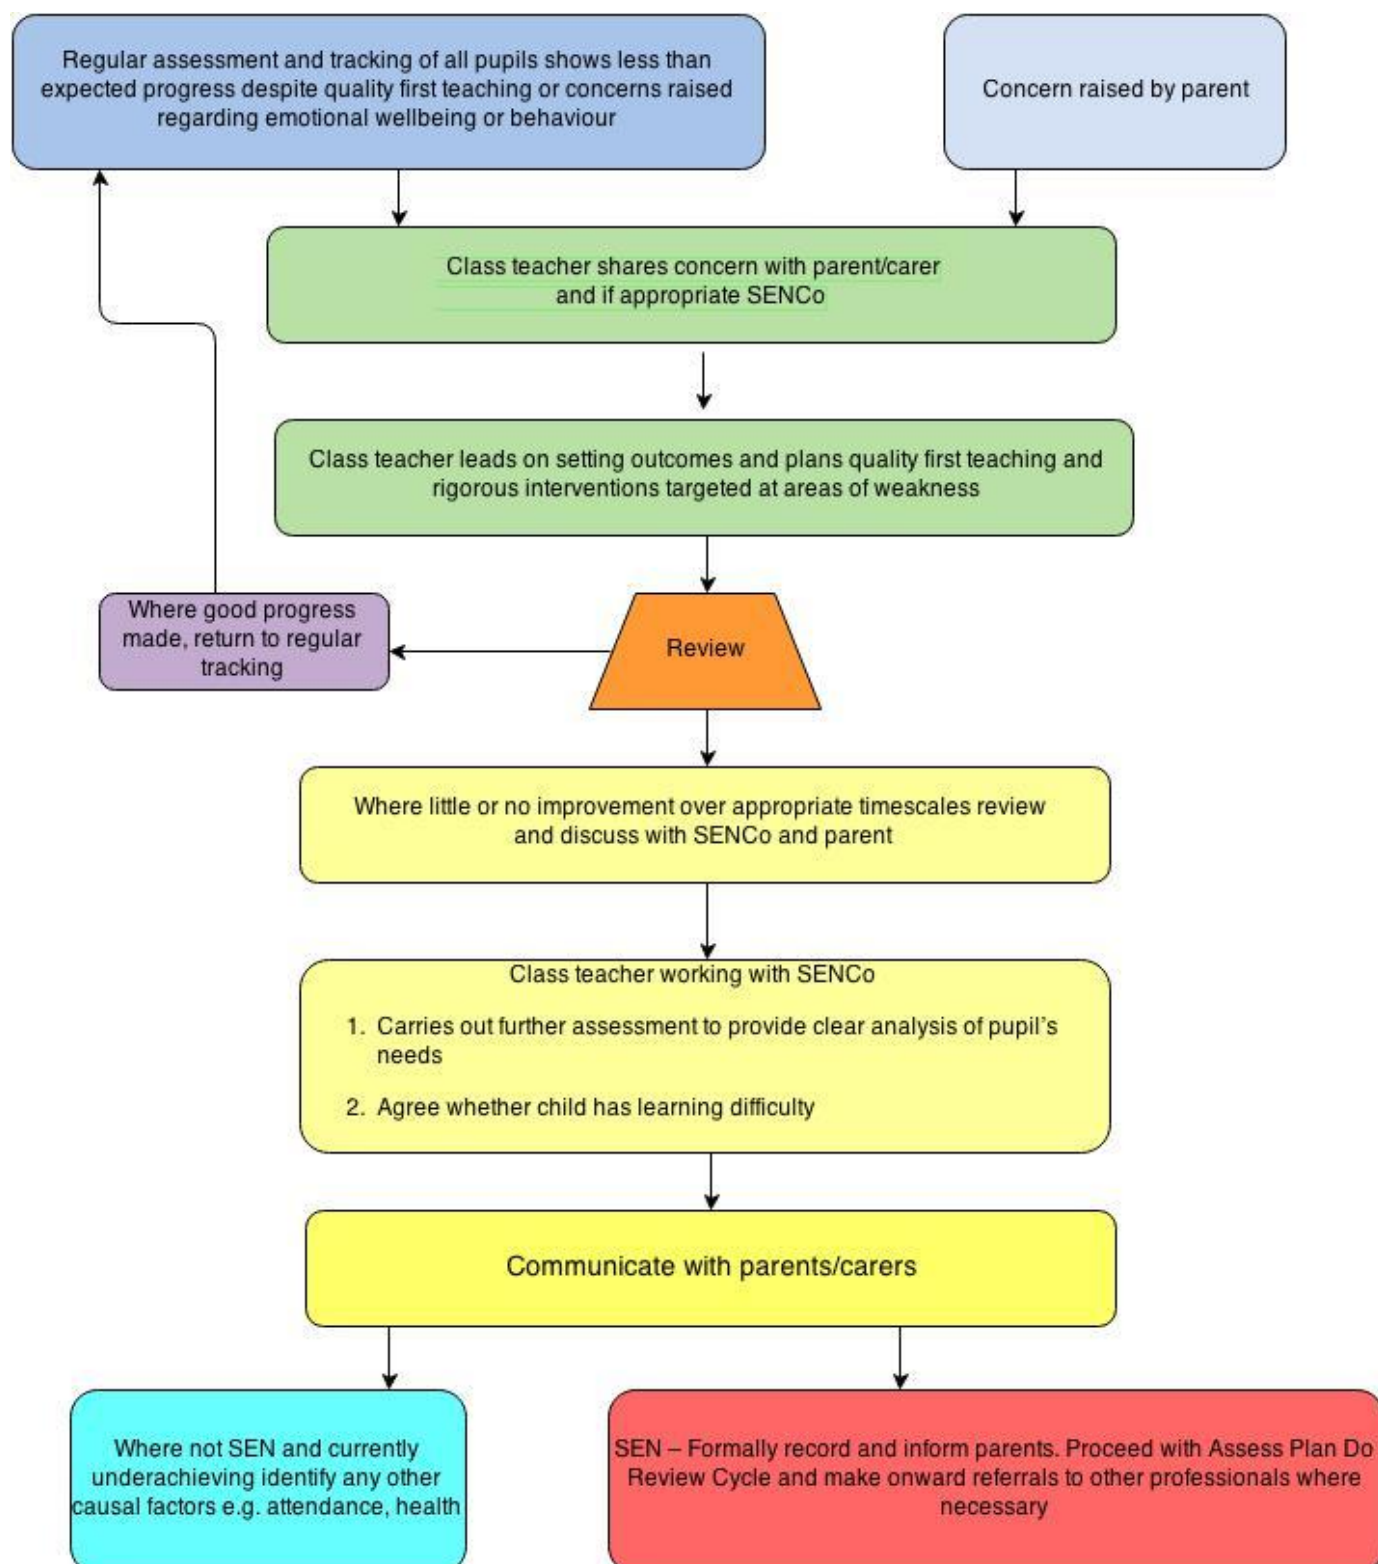 Regular assessment and tracking of all pupils shows less than
expected progress despite quality first teaching or concerns raised
regarding emotional wellbeing or behaviour
Concern raised by parent
Class teacher shares concern with parent/carer
and if appropriate SENCo
Class teacher leads on setting outcomes and plans quality first teaching and
rigorous interventions targeted at areas of weakness
Where good progress
made, return to regular
tracking
Review
Where little or no improvement over appropriate timescales review
and discuss with SENCo and parent
Class teacher working with SENCo
1. Carries out further assessment to provide clear analysis of pupil's
needs
2. Agree whether child has learning difficulty
Communicate with parents/carers
Where not SEN and currently
underachieving identify any other
causal factors e.g. attendance, health
SEN – Formally record and inform parents. Proceed with Assess Plan Do
Review Cycle and make onward referrals to other professionals where
necessary